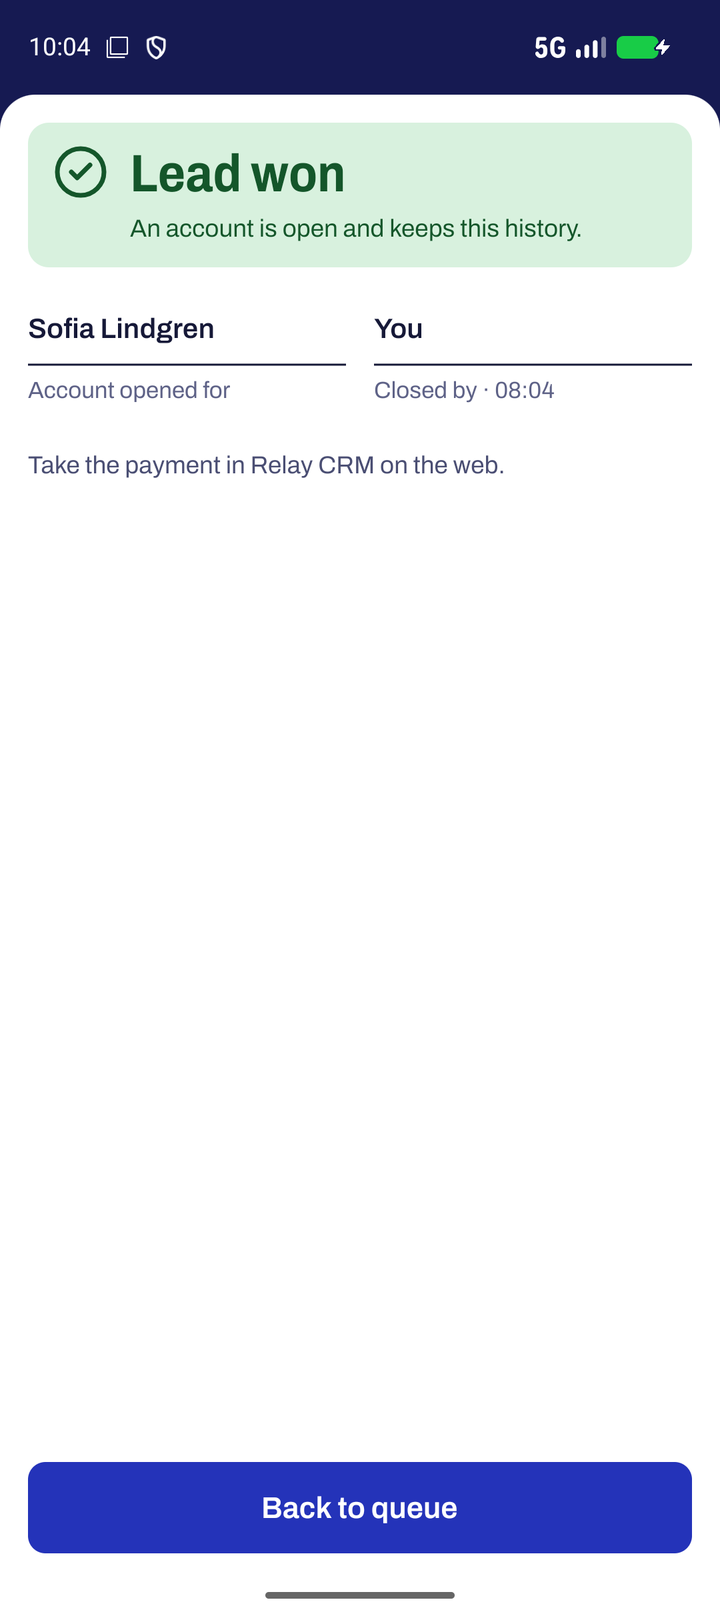 10:04
5G
Lead won
An account is open and keeps this history.
Sofia Lindgren
Account opened for
You
Closed by · 08:04
Take the payment in Relay CRM on the web.
Back to queue